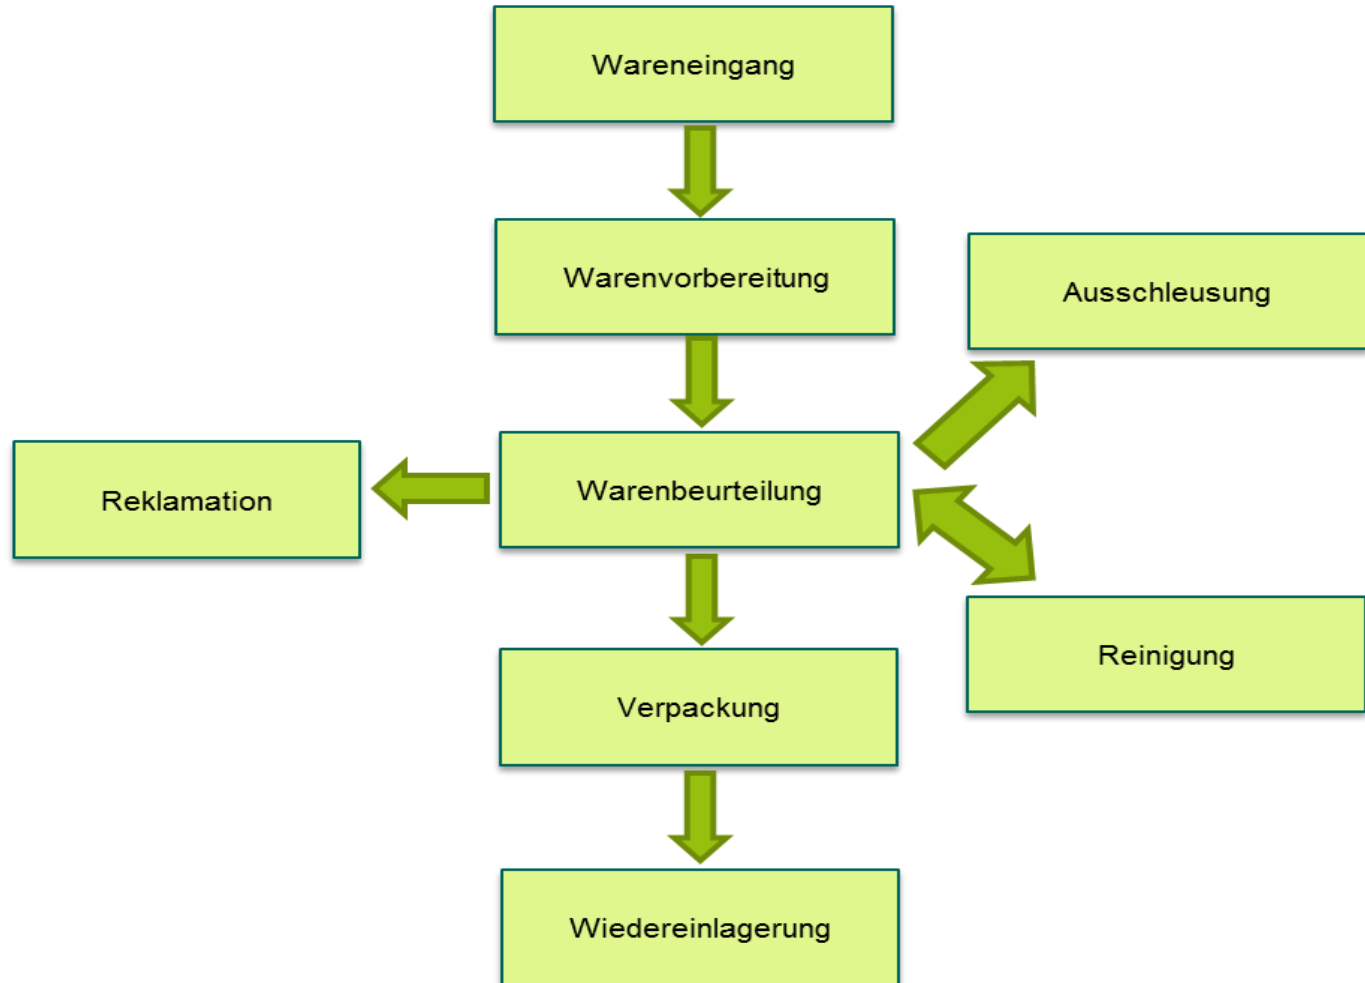 Wareneingang
Warenvorbereitung
Ausschleusung
Reklamation
Warenbeurteilung
Reinigung
Verpackung
Wiedereinlagerung